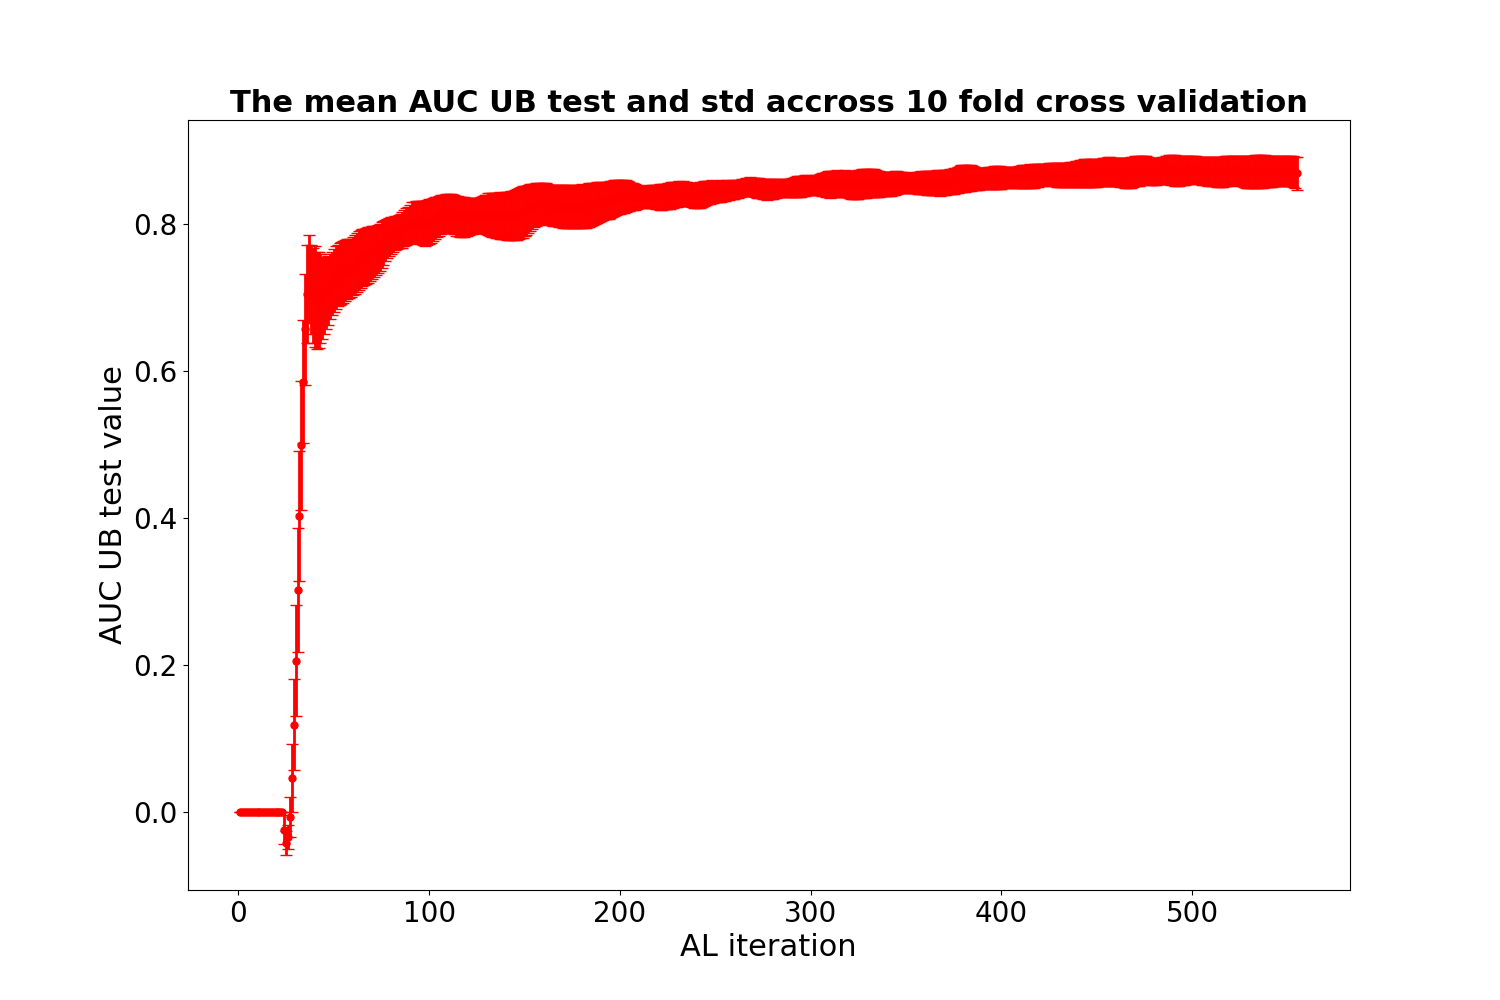 The mean AUC UB test and std accross 10 fold cross validation
AUC UB test value
0.8
0.6
0.4
0.2
0.0
0 100 200 300 400 500
AL iteration